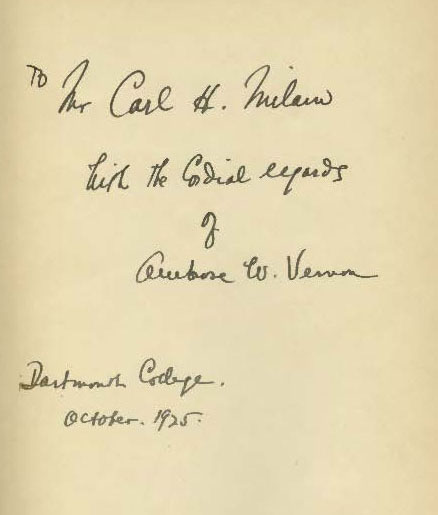 To Mr Carl H. Milam
With the Cordial regards
of
Ambrose W. Vernon
Dartmouth College.
October. 1925.